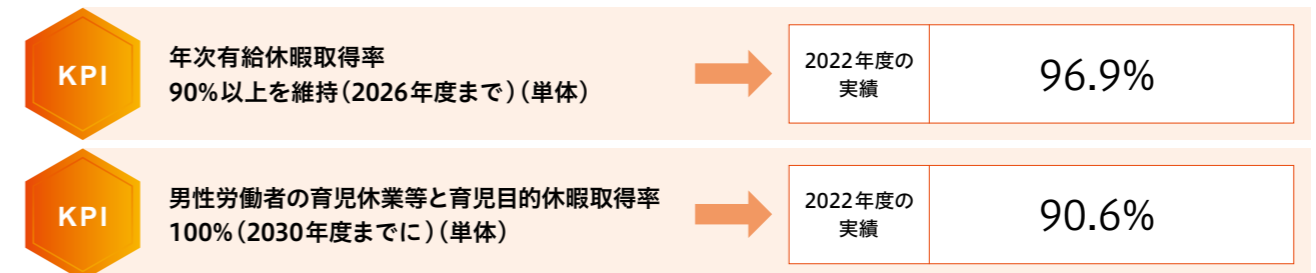 KPI
年次有給休暇取得率
90%以上を維持（2026年度まで）（単体）
2022年度の
実績
96.9%
KPI
男性労働者の育児休業等と育児目的休暇取得率
100%（2030年度までに）（単体）
2022年度の
実績
90.6%